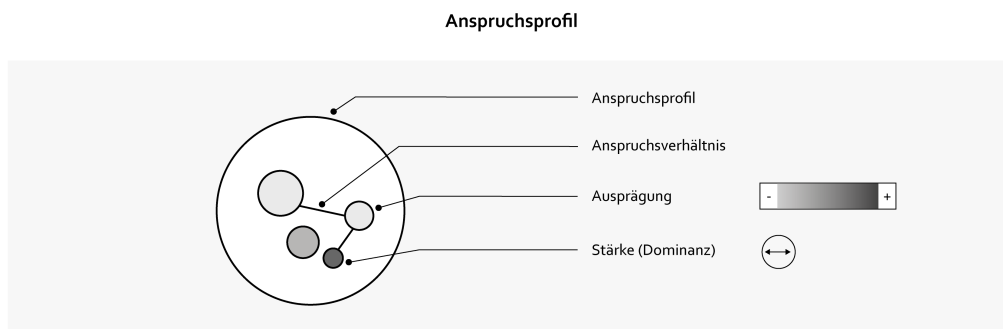 Anspruchsprofil
Anspruchsprofil
Anspruchsverhältnis
Ausprägung
- +
Stärke (Dominanz)